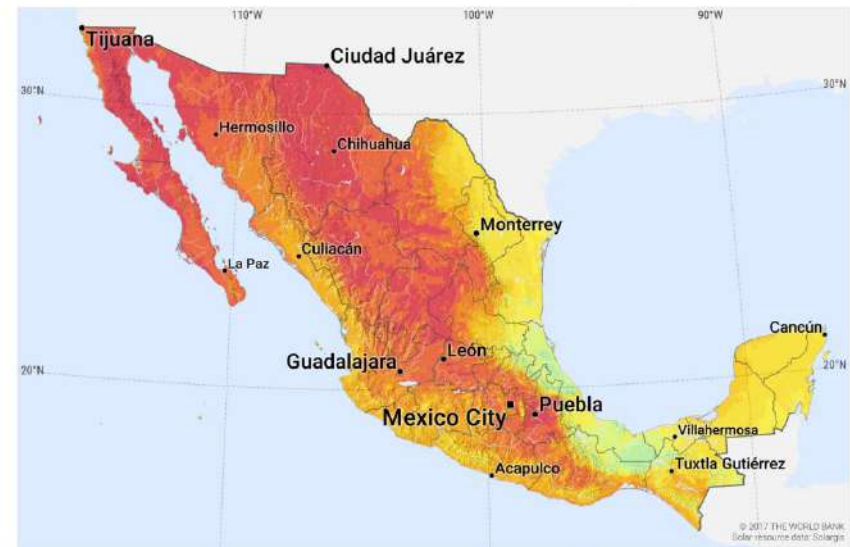 110°W
100°W
90°W
Tijuana
Ciudad Juárez
30°N
30°N
Hermosillo
Chihuahua
Monterrey
Culiacán
La Paz
Cancún
20°N
Guadalajara
León
20°N
Mexico City
Puebla
Villahermosa
Acapulco
Tuxtla Gutiérrez
© 2017 THE WORLD BANK
Solar resource data: Solargis